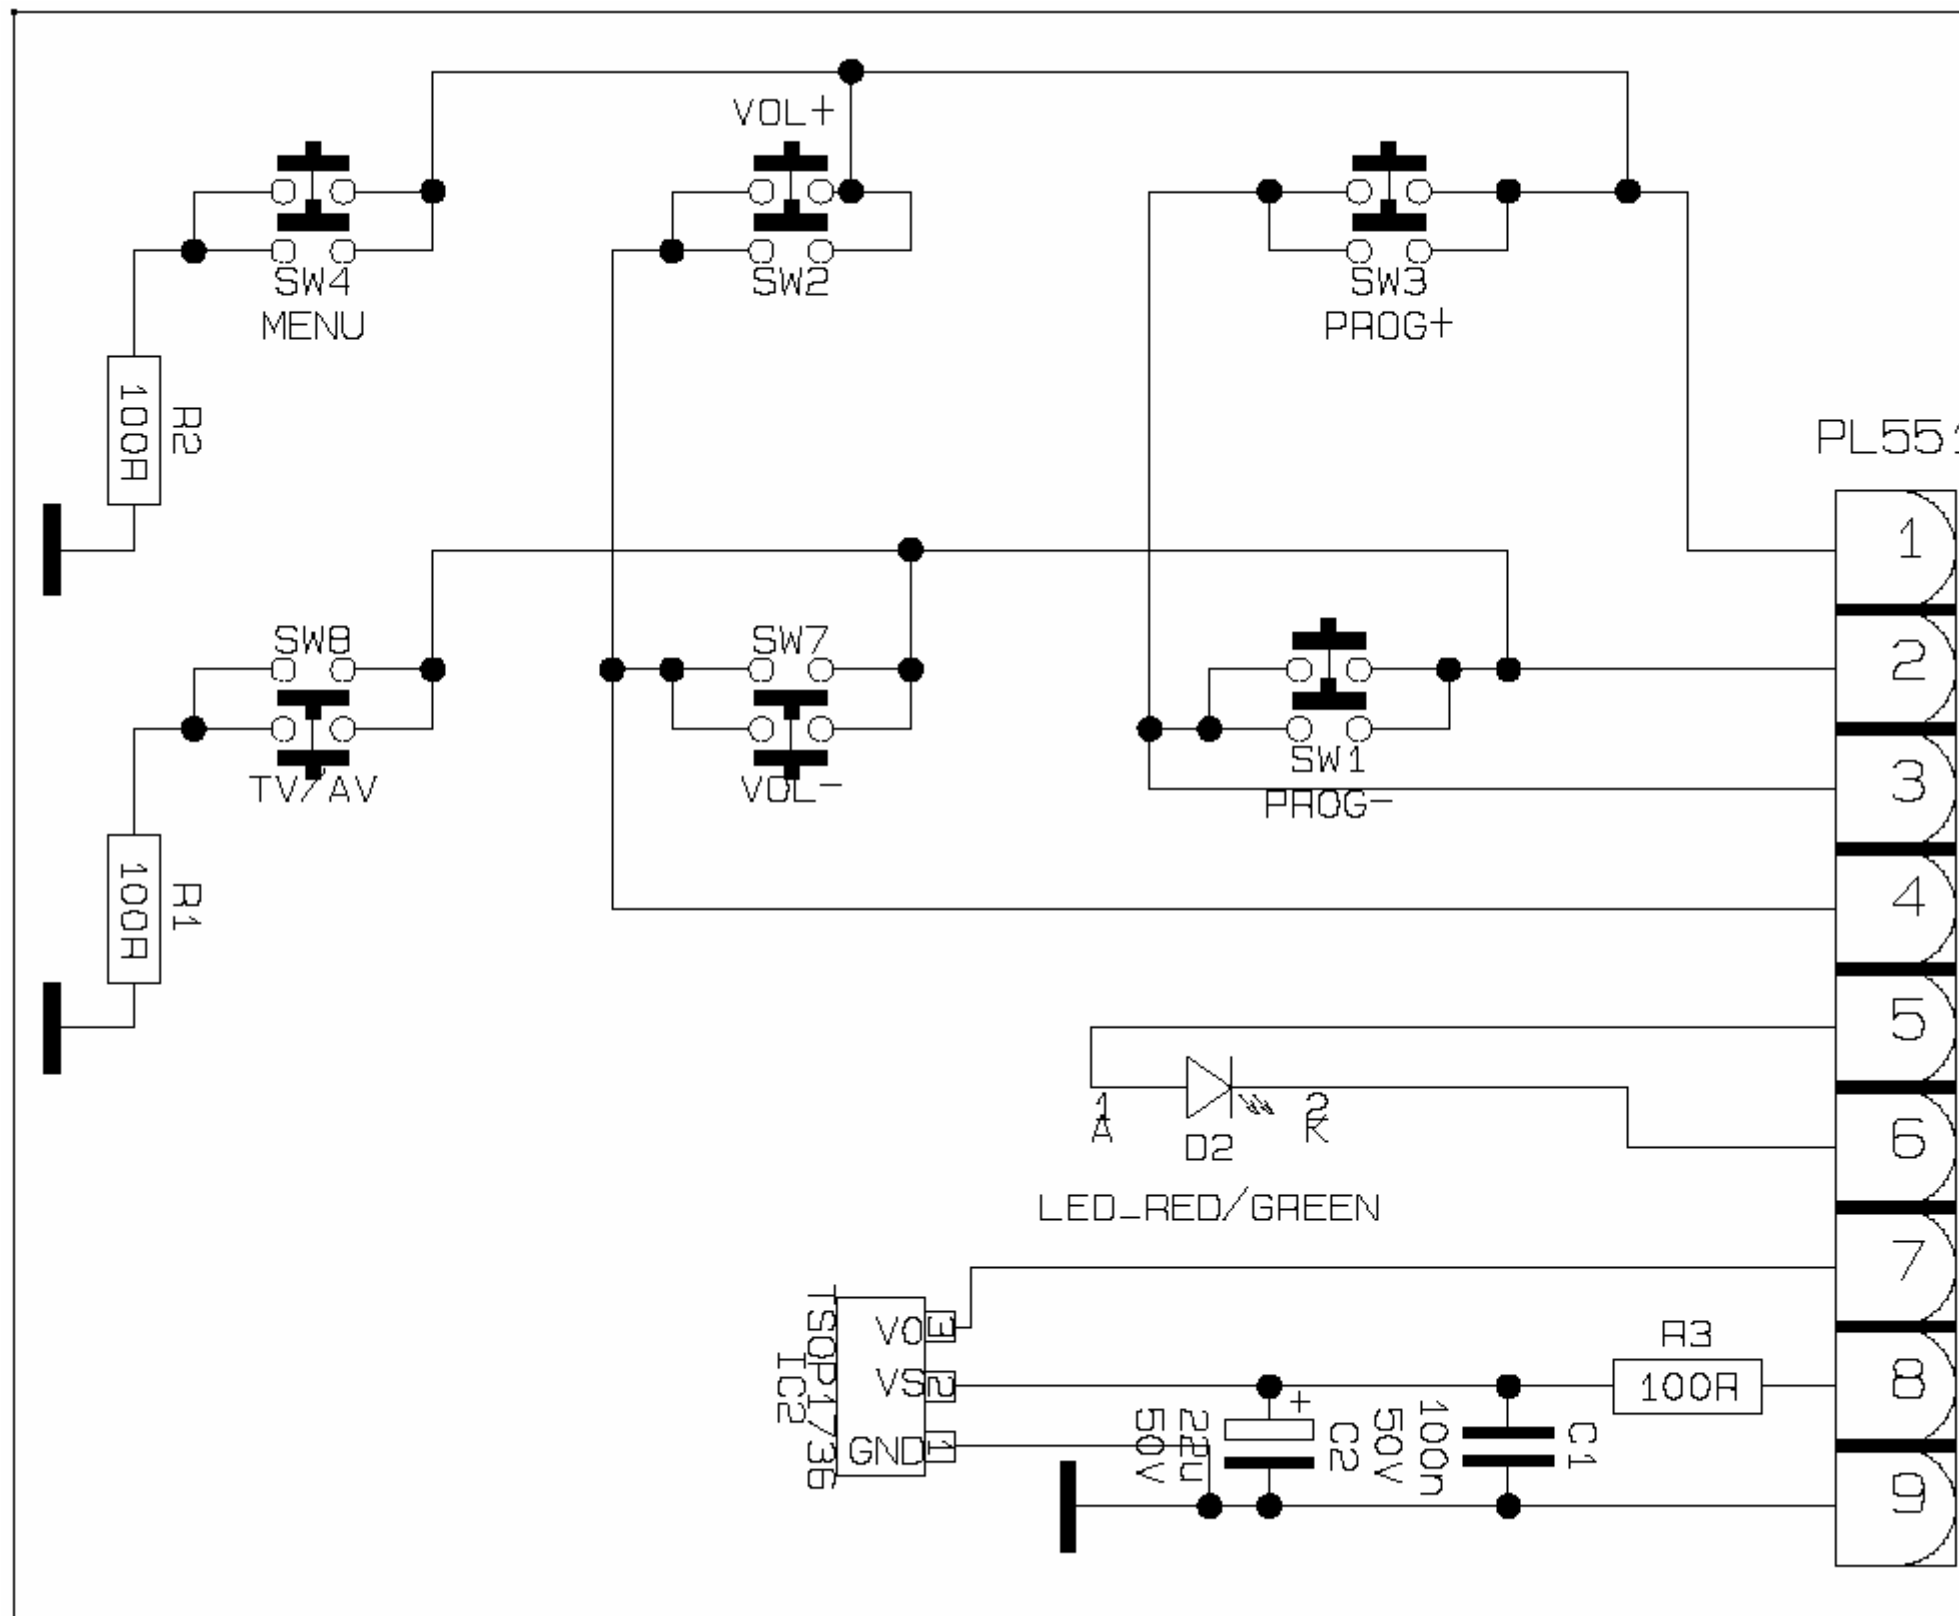 VOL+
SW4
MENU
SW2
SW3
PROG+
R2
100R
PL551
1
SW8
TV/AV
SW7
VOL-
SW1
PROG-
2
3
R1
100R
4
5
1
A
D2
2
K
6
LED_RED/GREEN
7
TSOP1736
IC2
VO
3
VS
2
GND
1
R3
100R
8
22u
50V
+
C2
100n
50V
C1
9